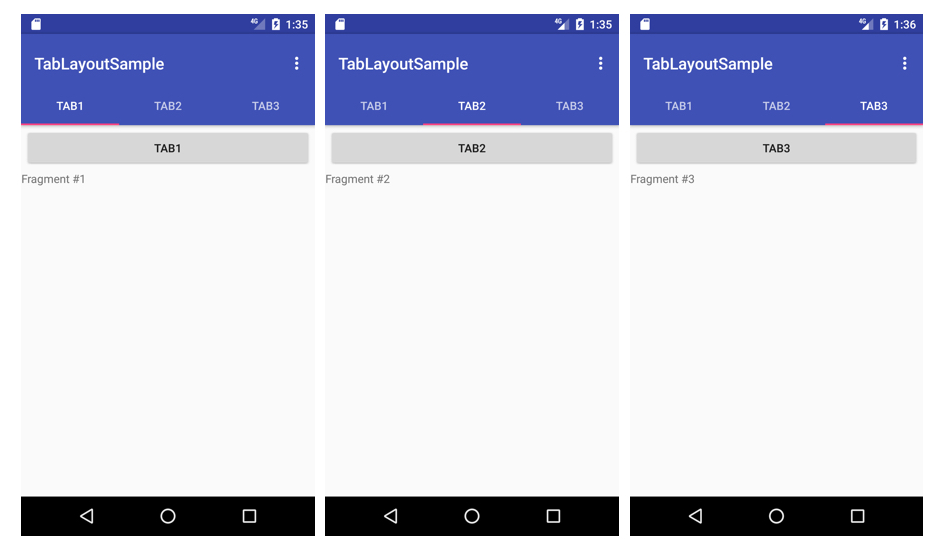 4G 1:35
TabLayoutSample
TAB1 TAB2 TAB3
TAB1
Fragment #1
4G 1:35
TabLayoutSample
TAB1 TAB2 TAB3
TAB2
Fragment #2
4G 1:36
TabLayoutSample
TAB1 TAB2 TAB3
TAB3
Fragment #3